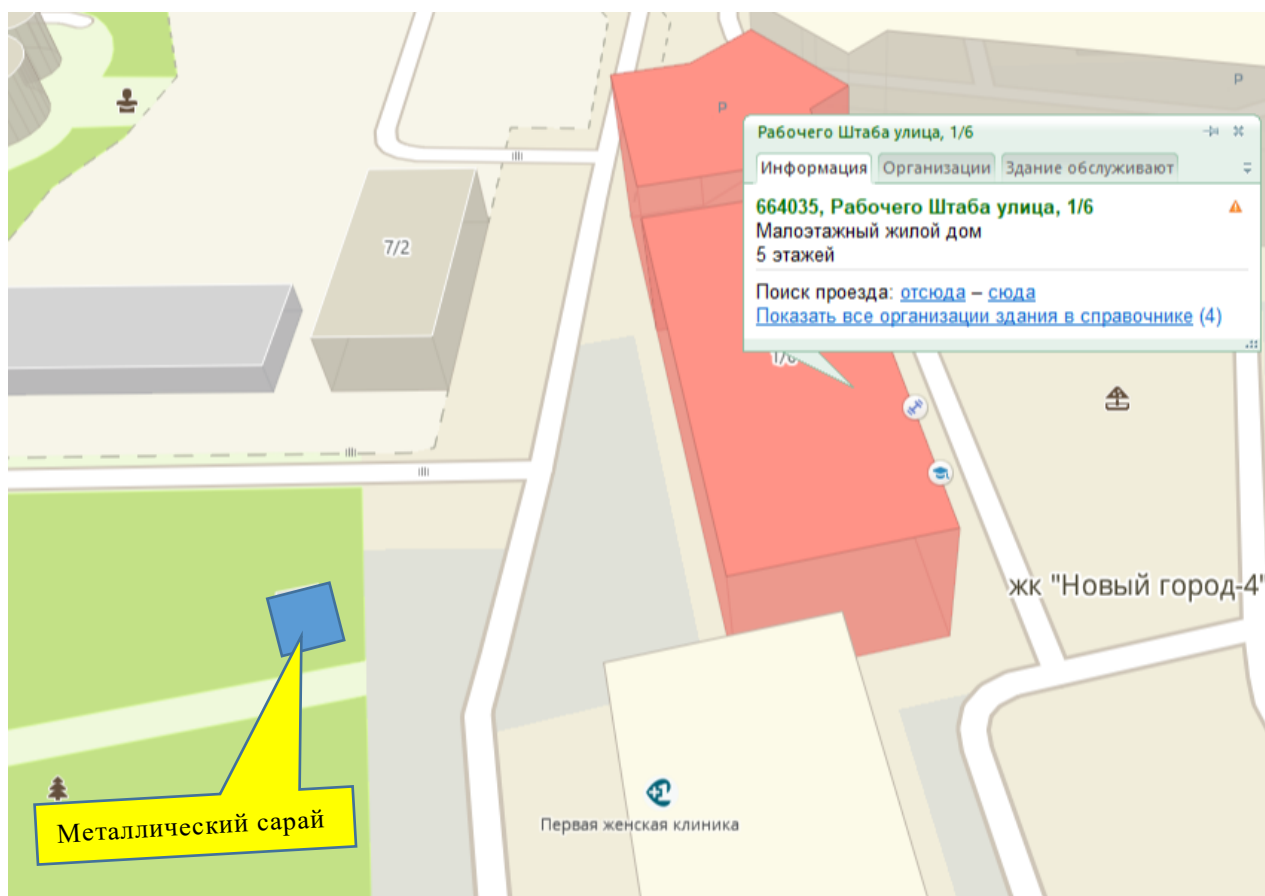 P
P
Рабочего Штаба улица, 1/6
Информация
Организации
Здание обслуживают
664035, Рабочего Штаба улица, 1/6
Малоэтажный жилой дом
5 этажей
Поиск проезда: отсюда – сюда
Показать все организации здания в справочнике (4)
7/2
жк "Новый город-4"
Металлический сарай
Первая женская клиника